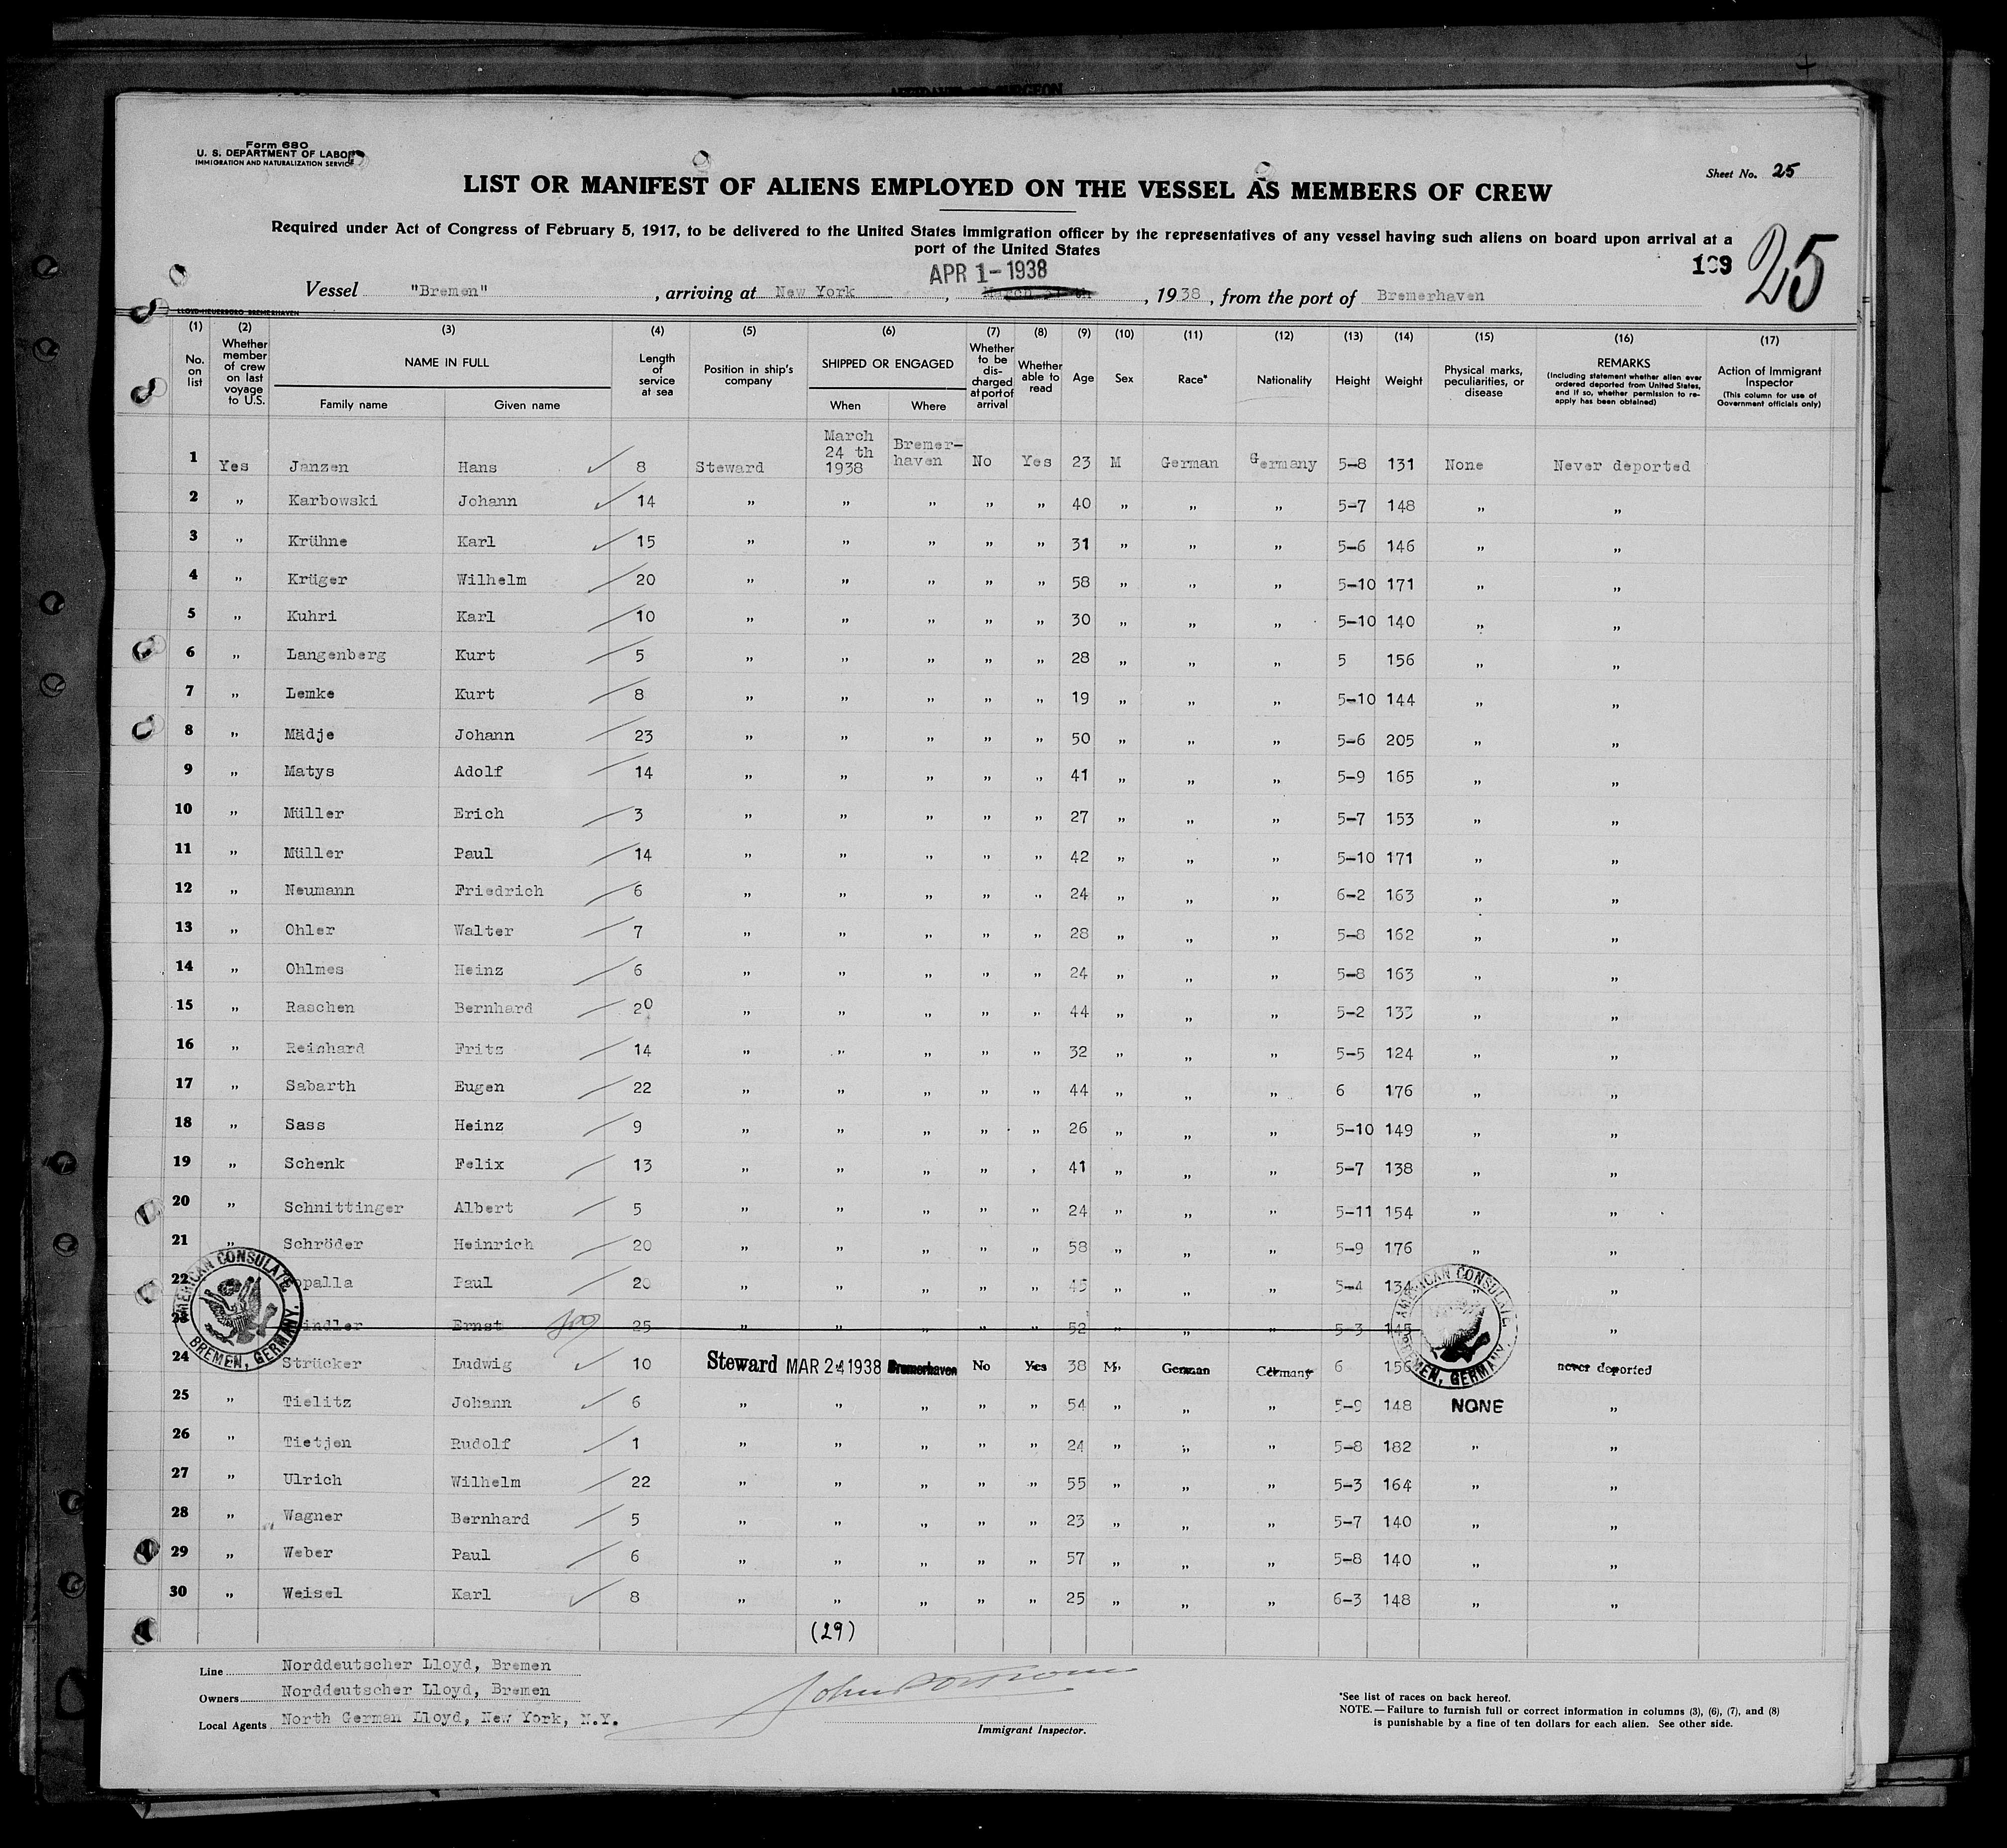 Form 680
U. S. DEPARTMENT OF LABOR
IMMIGRATION AND NATURALIZATION SERVICE
Sheet No. 25
LIST OR MANIFEST OF ALIENS EMPLOYED ON THE VESSEL AS MEMBERS OF CREW
Required under Act of Congress of February 5, 1917, to be delivered to the United States immigration officer by the representatives of any vessel having such aliens on board upon arrival at a
port of the United States
169 25
APR 1-1938
Vessel "Bremen" , arriving at New York , March , 1938 , from the port of Bremerhaven
(1) (2) (3) (4) (5) (6) (7) (8) (9) (10) (11) (12) (13) (14) (15) (16) (17)
No. on list Whether member of crew on last voyage to U.S. NAME IN FULL Family name Given name Length of service at sea Position in ship's company SHIPPED OR ENGAGED When Where Whether to be discharged at port of arrival Whether able to read Age Sex Race* Nationality Height Weight Physical marks, peculiarities, or disease REMARKS (Including statement whether alien ever ordered deported from United States, and if so, whether permission to re-apply has been obtained) Action of Immigrant Inspector (This column for use of Government officials only)
1 Yes Janzen Hans 8 Steward March 24 th 1938 Bremer-haven No Yes 23 M German Germany 5-8 131 None Never deported
2 " Karbowski Johann 14 " " " " " 40 " " " 5-7 148 " "
3 " Krühne Karl 15 " " " " " 31 " " " 5-6 146 " "
4 " Krüger Wilhelm 20 " " " " " 58 " " " 5-10 171 " "
5 " Kuhri Karl 10 " " " " " 30 " " " 5-10 140 " "
6 " Langenberg Kurt 5 " " " " " 28 " " " 5 156 " "
7 " Lemke Kurt 8 " " " " " 19 " " " 5-10 144 " "
8 " Mädje Johann 23 " " " " " 50 " " " 5-6 205 " "
9 " Matys Adolf 14 " " " " " 41 " " " 5-9 165 " "
10 " Müller Erich 3 " " " " " 27 " " " 5-7 153 " "
11 " Müller Paul 14 " " " " " 42 " " " 5-10 171 " "
12 " Neumann Friedrich 6 " " " " " 24 " " " 6-2 163 " "
13 " Ohler Walter 7 " " " " " 28 " " " 5-8 162 " "
14 " Ohlmes Heinz 6 " " " " " 24 " " " 5-8 163 " "
15 " Raschen Bernhard 20 " " " " " 44 " " " 5-2 133 " "
16 " Reinhard Fritz 14 " " " " " 32 " " " 5-5 124 " "
17 " Sabarth Eugen 22 " " " " " 44 " " " 6 176 " "
18 " Sass Heinz 9 " " " " " 26 " " " 5-10 149 " "
19 " Schenk Felix 13 " " " " " 41 " " " 5-7 138 " "
20 " Schnittinger Albert 5 " " " " " 24 " " " 5-11 154 " "
21 " Schröder Heinrich 20 " " " " " 58 " " " 5-9 176 " "
22 Paul 20 " " " " " 45 " " " 5-4 134 " "
23 Ernst 25 " " " " " 52 " " " 5-3 145 "
24 Strücker Ludwig 10 Steward MAR 24 1938 Bremerhaven No Yes 38 M German Germany 6 156 never deported
25 " Tielitz Johann 6 " " " " " 54 " " " 5-9 148 NONE "
26 " Tietjen Rudolf 1 " " " " " 24 " " " 5-8 182 " "
27 " Ulrich Wilhelm 22 " " " " " 55 " " " 5-3 164 " "
28 " Wagner Bernhard 5 " " " " " 23 " " " 5-7 140 " "
29 " Weber Paul 6 " " " " " 57 " " " 5-8 140 " "
30 " Weisel Karl 8 " " " " " 25 " " " 6-3 148 " "
AMERICAN CONSULATE BREMEN, GERMANY.
AMERICAN CONSULATE BREMEN, GERMANY.
(29)
Line Norddeutscher Lloyd, Bremen
Owners Norddeutscher Lloyd, Bremen
Local Agents North German Lloyd, New York, N.Y.
Immigrant Inspector.
*See list of races on back hereof.
NOTE.—Failure to furnish full or correct information in columns (3), (6), (7), and (8)
is punishable by a fine of ten dollars for each alien. See other side.